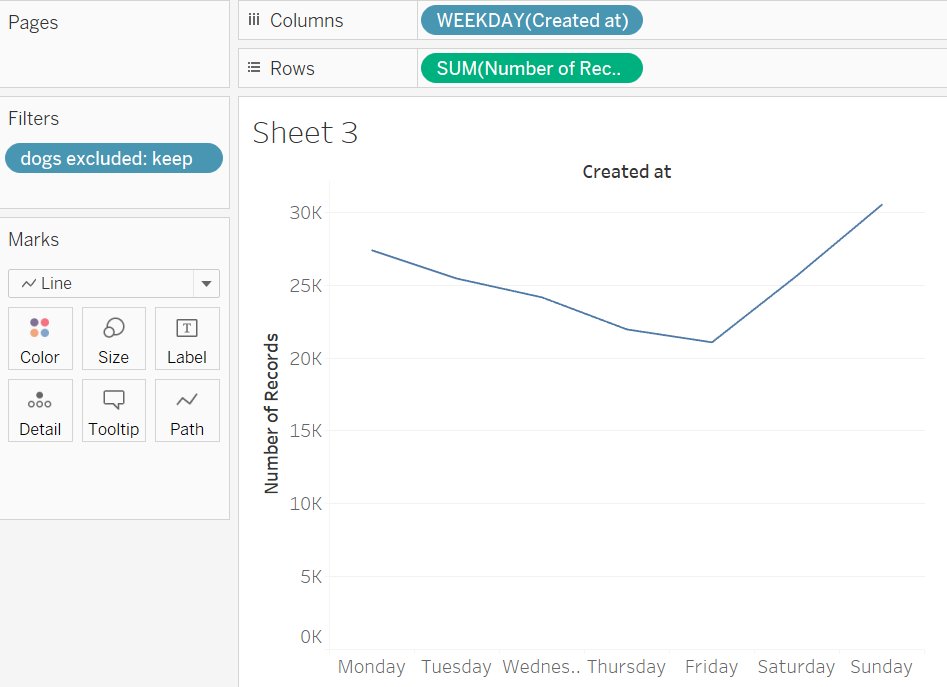 Pages
Columns
WEEKDAY(Created at)
Rows
SUM(Number of Rec..
Filters
dogs excluded: keep
Marks
Line
Color
Size
Label
Detail
Tooltip
Path
Sheet 3
Created at
Number of Records
30K
25K
20K
15K
10K
5K
0K
Monday Tuesday Wednes.. Thursday Friday Saturday Sunday